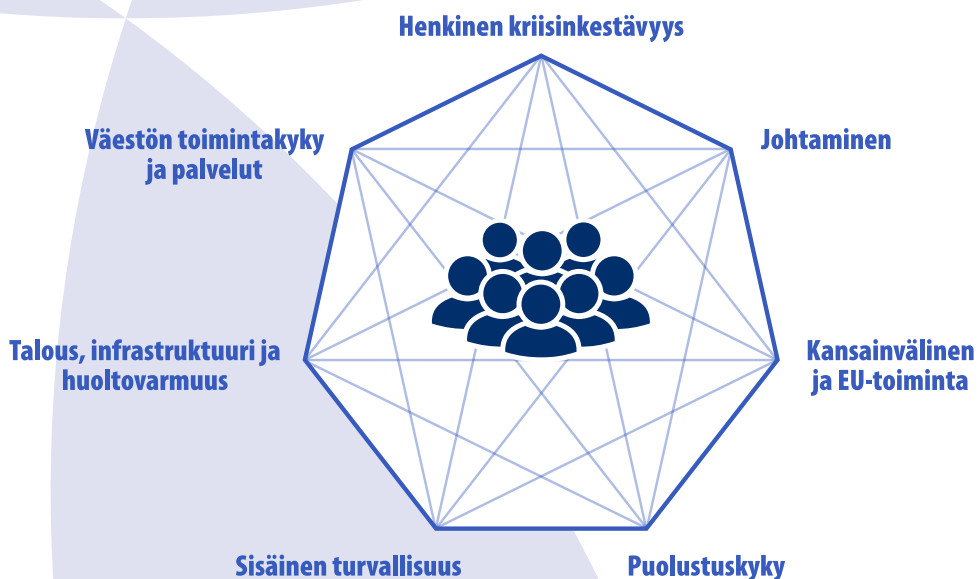 Henkinen kriisinkestävyys
Väestön toimintakyky
ja palvelut
Johtaminen
Talous, infrastruktuuri ja
huoltovarmuus
Kansainvälinen
ja EU-toiminta
Sisäinen turvallisuus
Puolustuskyky